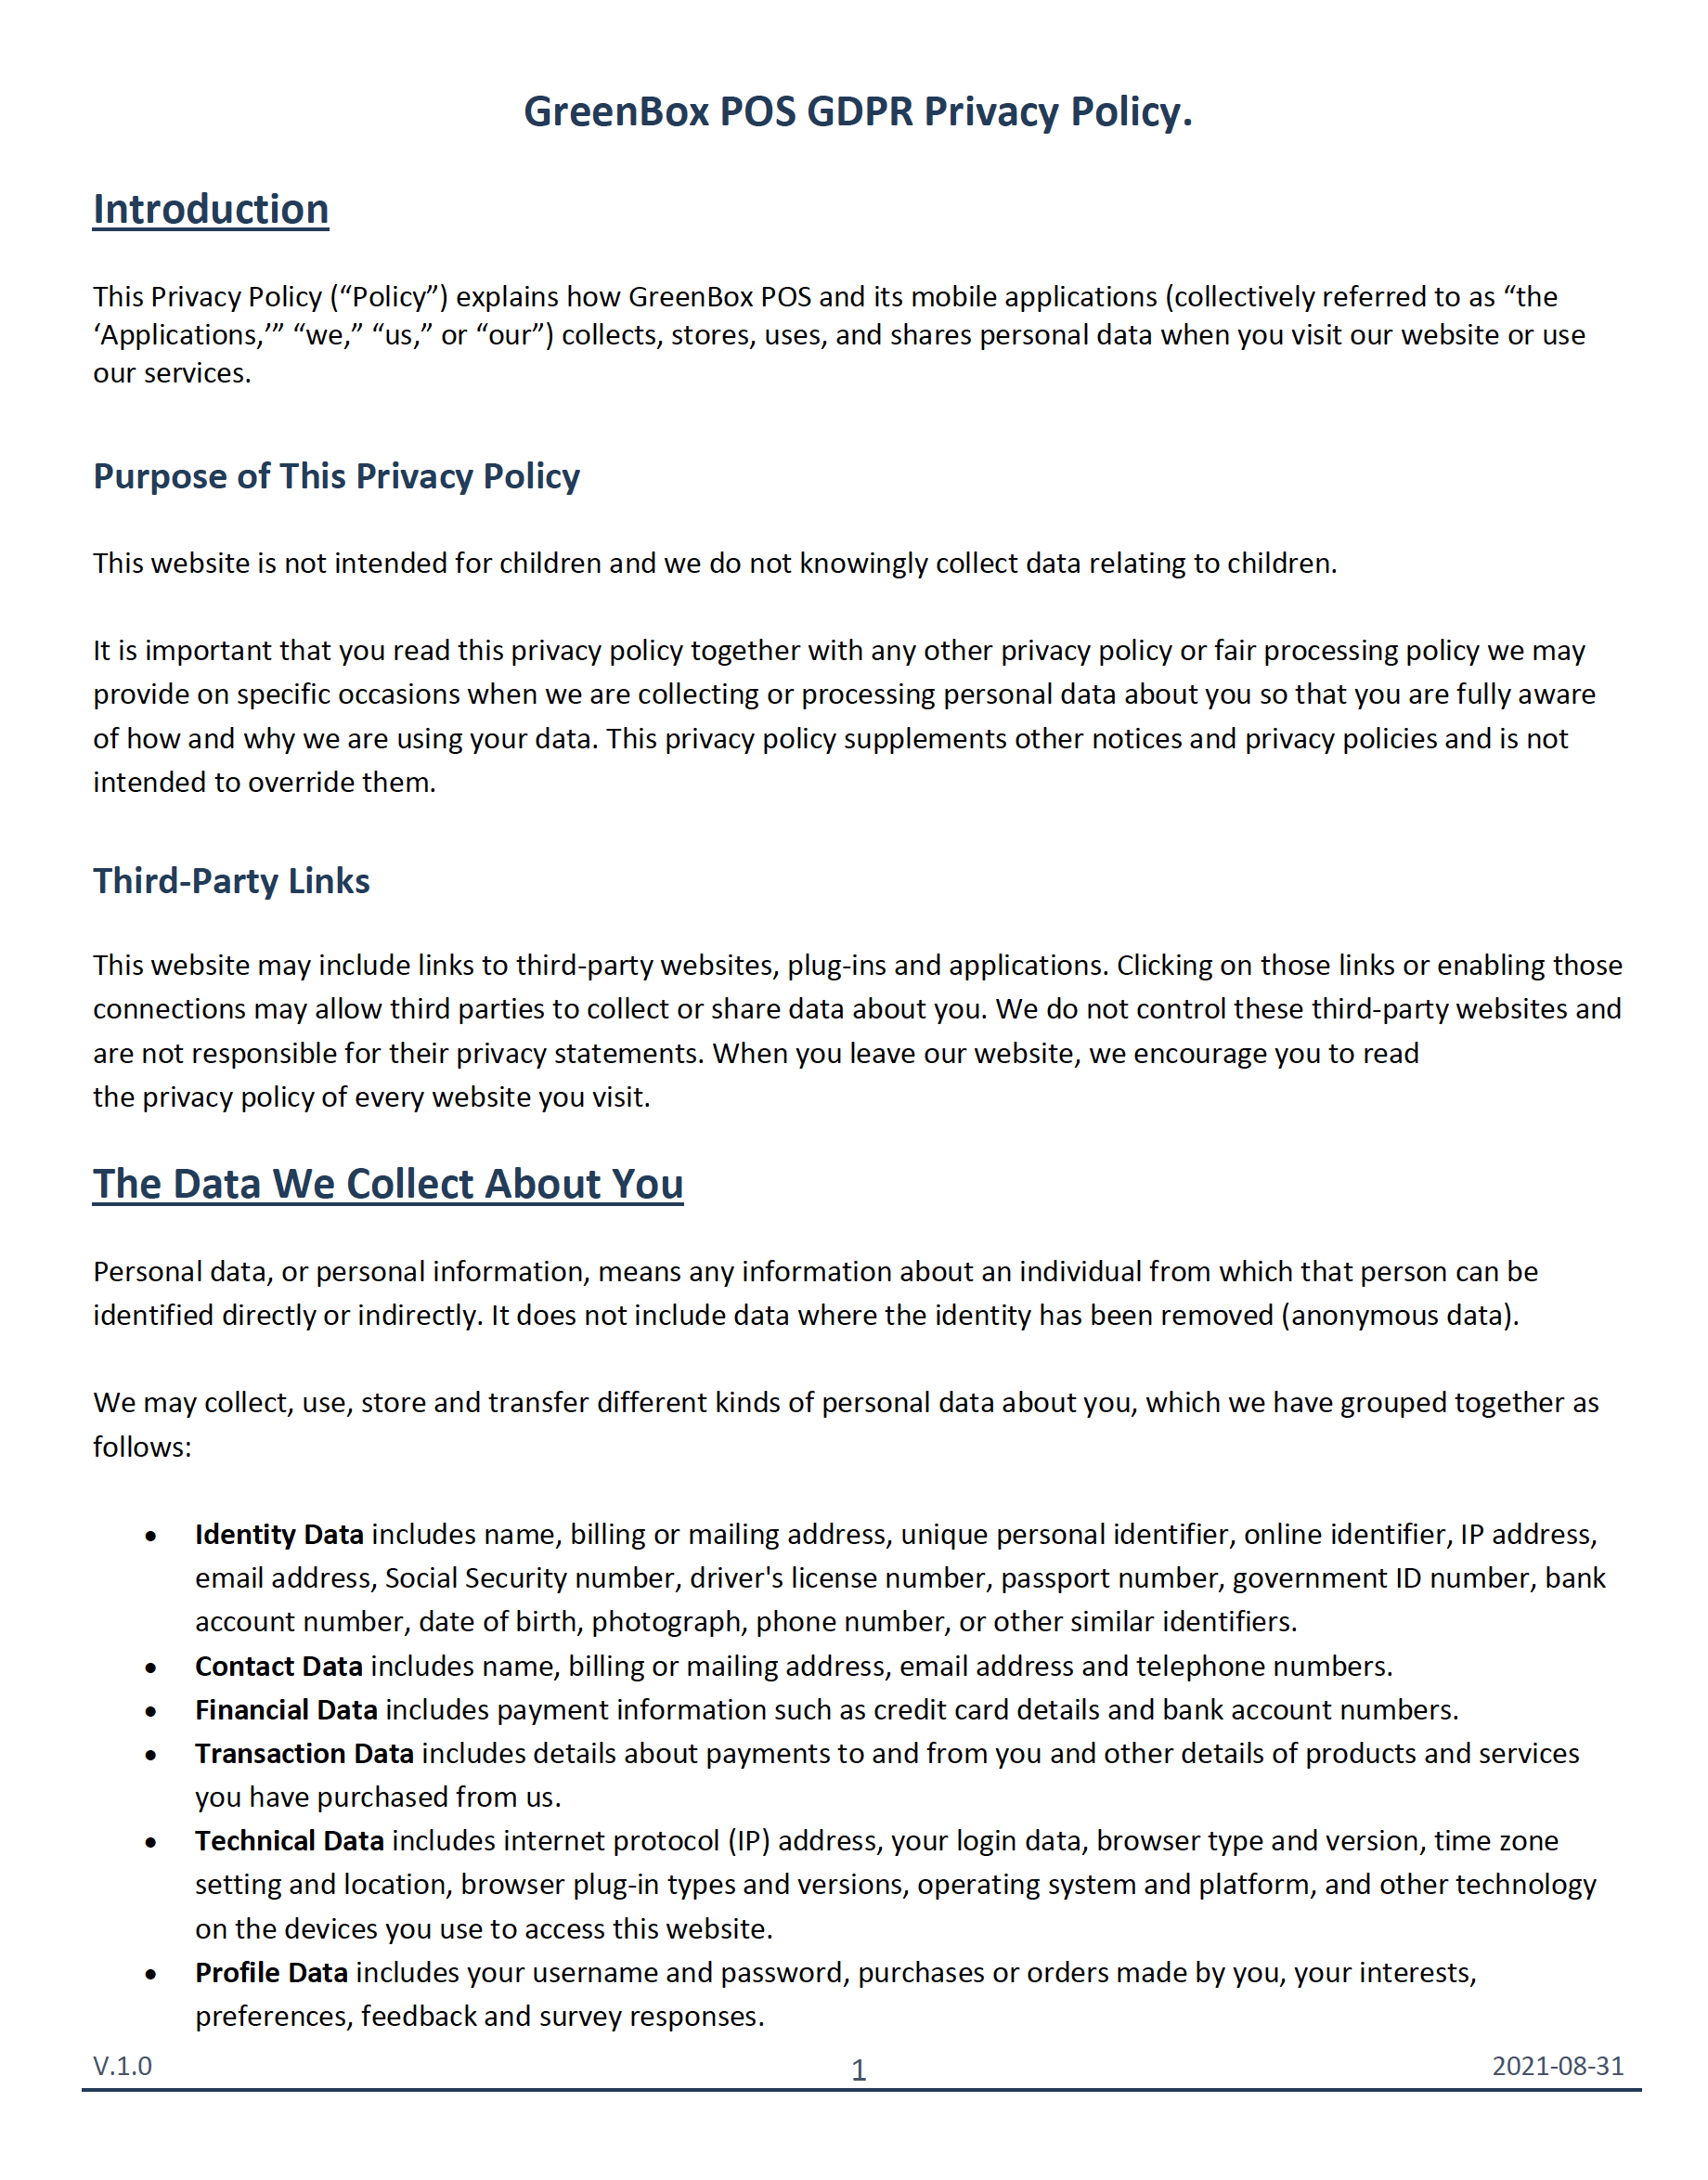 GreenBox POS GDPR Privacy Policy.
Introduction
This Privacy Policy (“Policy”) explains how GreenBox POS and its mobile applications (collectively referred to as “the
‘Applications,’” “we,” “us,” or “our”) collects, stores, uses, and shares personal data when you visit our website or use
our services.
Purpose of This Privacy Policy
This website is not intended for children and we do not knowingly collect data relating to children.
It is important that you read this privacy policy together with any other privacy policy or fair processing policy we may
provide on specific occasions when we are collecting or processing personal data about you so that you are fully aware
of how and why we are using your data. This privacy policy supplements other notices and privacy policies and is not
intended to override them.
Third-Party Links
This website may include links to third-party websites, plug-ins and applications. Clicking on those links or enabling those
connections may allow third parties to collect or share data about you. We do not control these third-party websites and
are not responsible for their privacy statements. When you leave our website, we encourage you to read
the privacy policy of every website you visit.
The Data We Collect About You
Personal data, or personal information, means any information about an individual from which that person can be
identified directly or indirectly. It does not include data where the identity has been removed (anonymous data).
We may collect, use, store and transfer different kinds of personal data about you, which we have grouped together as
follows:
• Identity Data includes name, billing or mailing address, unique personal identifier, online identifier, IP address,
email address, Social Security number, driver's license number, passport number, government ID number, bank
account number, date of birth, photograph, phone number, or other similar identifiers.
• Contact Data includes name, billing or mailing address, email address and telephone numbers.
• Financial Data includes payment information such as credit card details and bank account numbers.
• Transaction Data includes details about payments to and from you and other details of products and services
you have purchased from us.
• Technical Data includes internet protocol (IP) address, your login data, browser type and version, time zone
setting and location, browser plug-in types and versions, operating system and platform, and other technology
on the devices you use to access this website.
• Profile Data includes your username and password, purchases or orders made by you, your interests,
preferences, feedback and survey responses.
V.1.0 1 2021-08-31